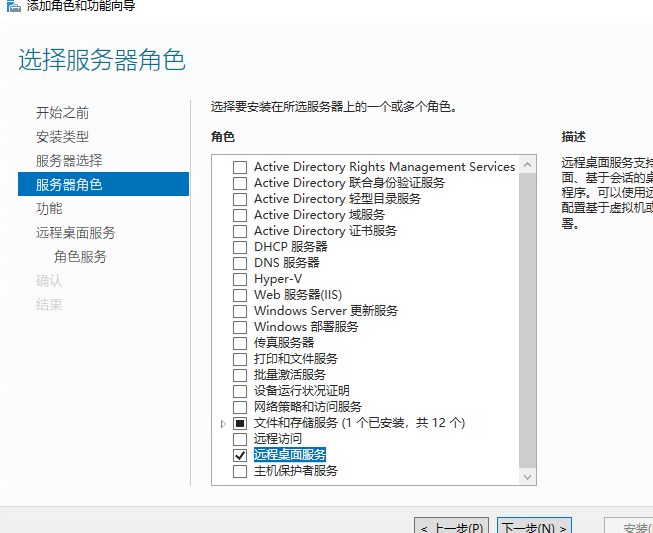 添加角色和功能向导
选择服务器角色
开始之前
安装类型
服务器选择
服务器角色
功能
远程桌面服务
角色服务
确认
结果
选择要安装在所选服务器上的一个或多个角色。
角色
Active Directory Rights Management Services
Active Directory 联合身份验证服务
Active Directory 轻型目录服务
Active Directory 域服务
Active Directory 证书服务
DHCP 服务器
DNS 服务器
Hyper-V
Web 服务器(IIS)
Windows Server 更新服务
Windows 部署服务
传真服务器
打印和文件服务
批量激活服务
设备运行状况证明
网络策略和访问服务
文件和存储服务 (1 个已安装，共 12 个)
远程访问
远程桌面服务
主机保护者服务
描述
远程桌面服务支持
面、基于会话的桌
程序。可以使用远
配置基于虚拟机或
署。
< 上一步(P)
下一步(N) >
安装(